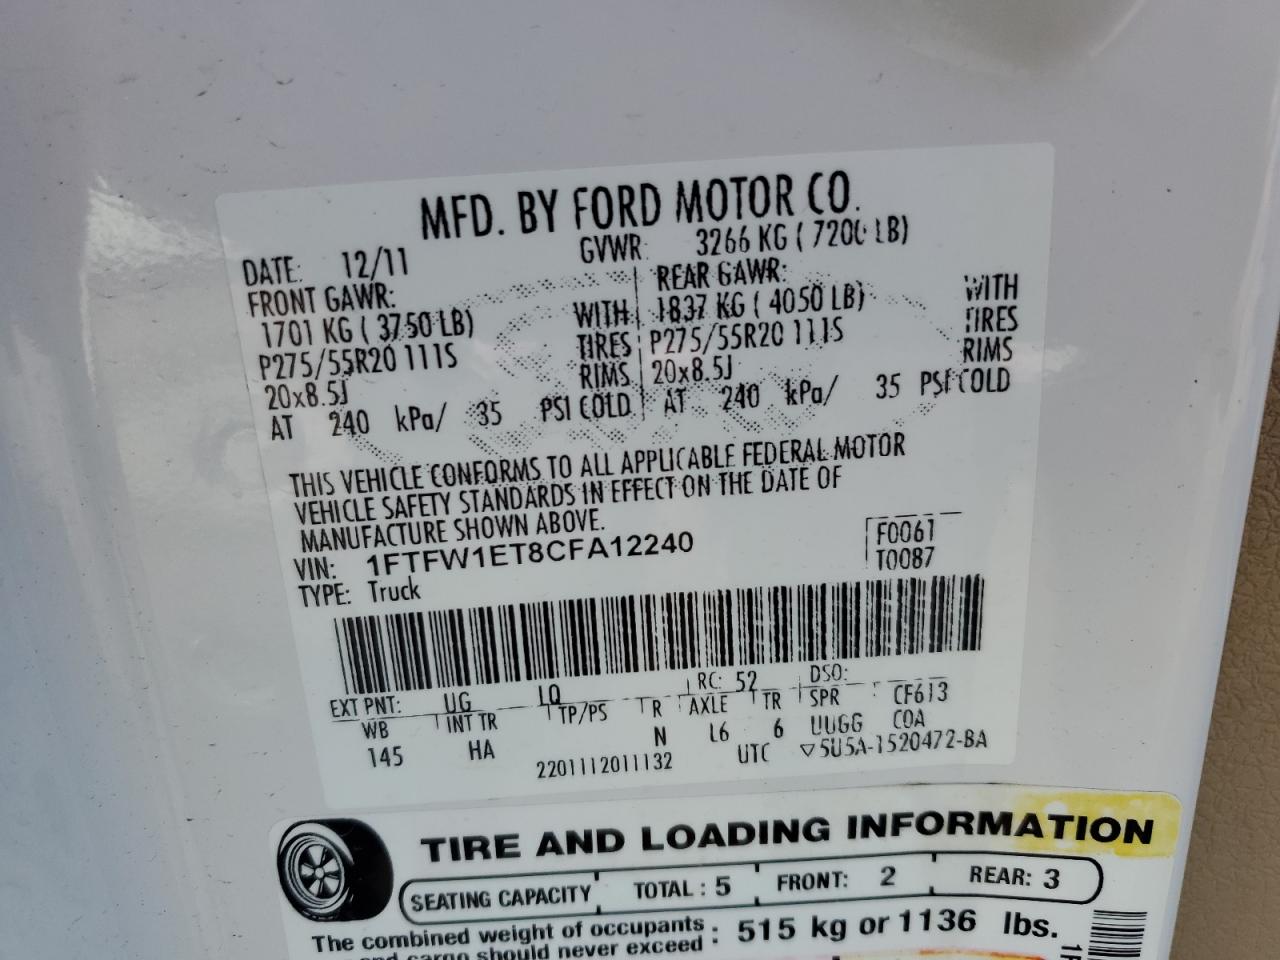 MFD. BY FORD MOTOR CO.
DATE: 12/11 GVWR: 3266 KG ( 7200 LB)
FRONT GAWR: REAR GAWR:
1701 KG ( 3750 LB) WITH 1837 KG ( 4050 LB) WITH
P275/55R20 111S TIRES P275/55R20 111S TIRES
20x8.5J RIMS 20x8.5J RIMS
AT 240 kPa/ 35 PSI COLD AT 240 kPa/ 35 PSI COLD
THIS VEHICLE CONFORMS TO ALL APPLICABLE FEDERAL MOTOR
VEHICLE SAFETY STANDARDS IN EFFECT ON THE DATE OF
MANUFACTURE SHOWN ABOVE.
VIN: 1FTFW1ET8CFA12240 F0061
TYPE: Truck T0087
EXT PNT: UG LQ RC: 52 DSO:
WB INT TR TP/PS R AXLE TR SPR CF613
145 HA N L6 6 UUGG COA
2201112011132 UTC ▽5U5A-1520472-BA
TIRE AND LOADING INFORMATION
SEATING CAPACITY TOTAL : 5 FRONT: 2 REAR: 3
The combined weight of occupants
and cargo should never exceed : 515 kg or 1136 lbs.